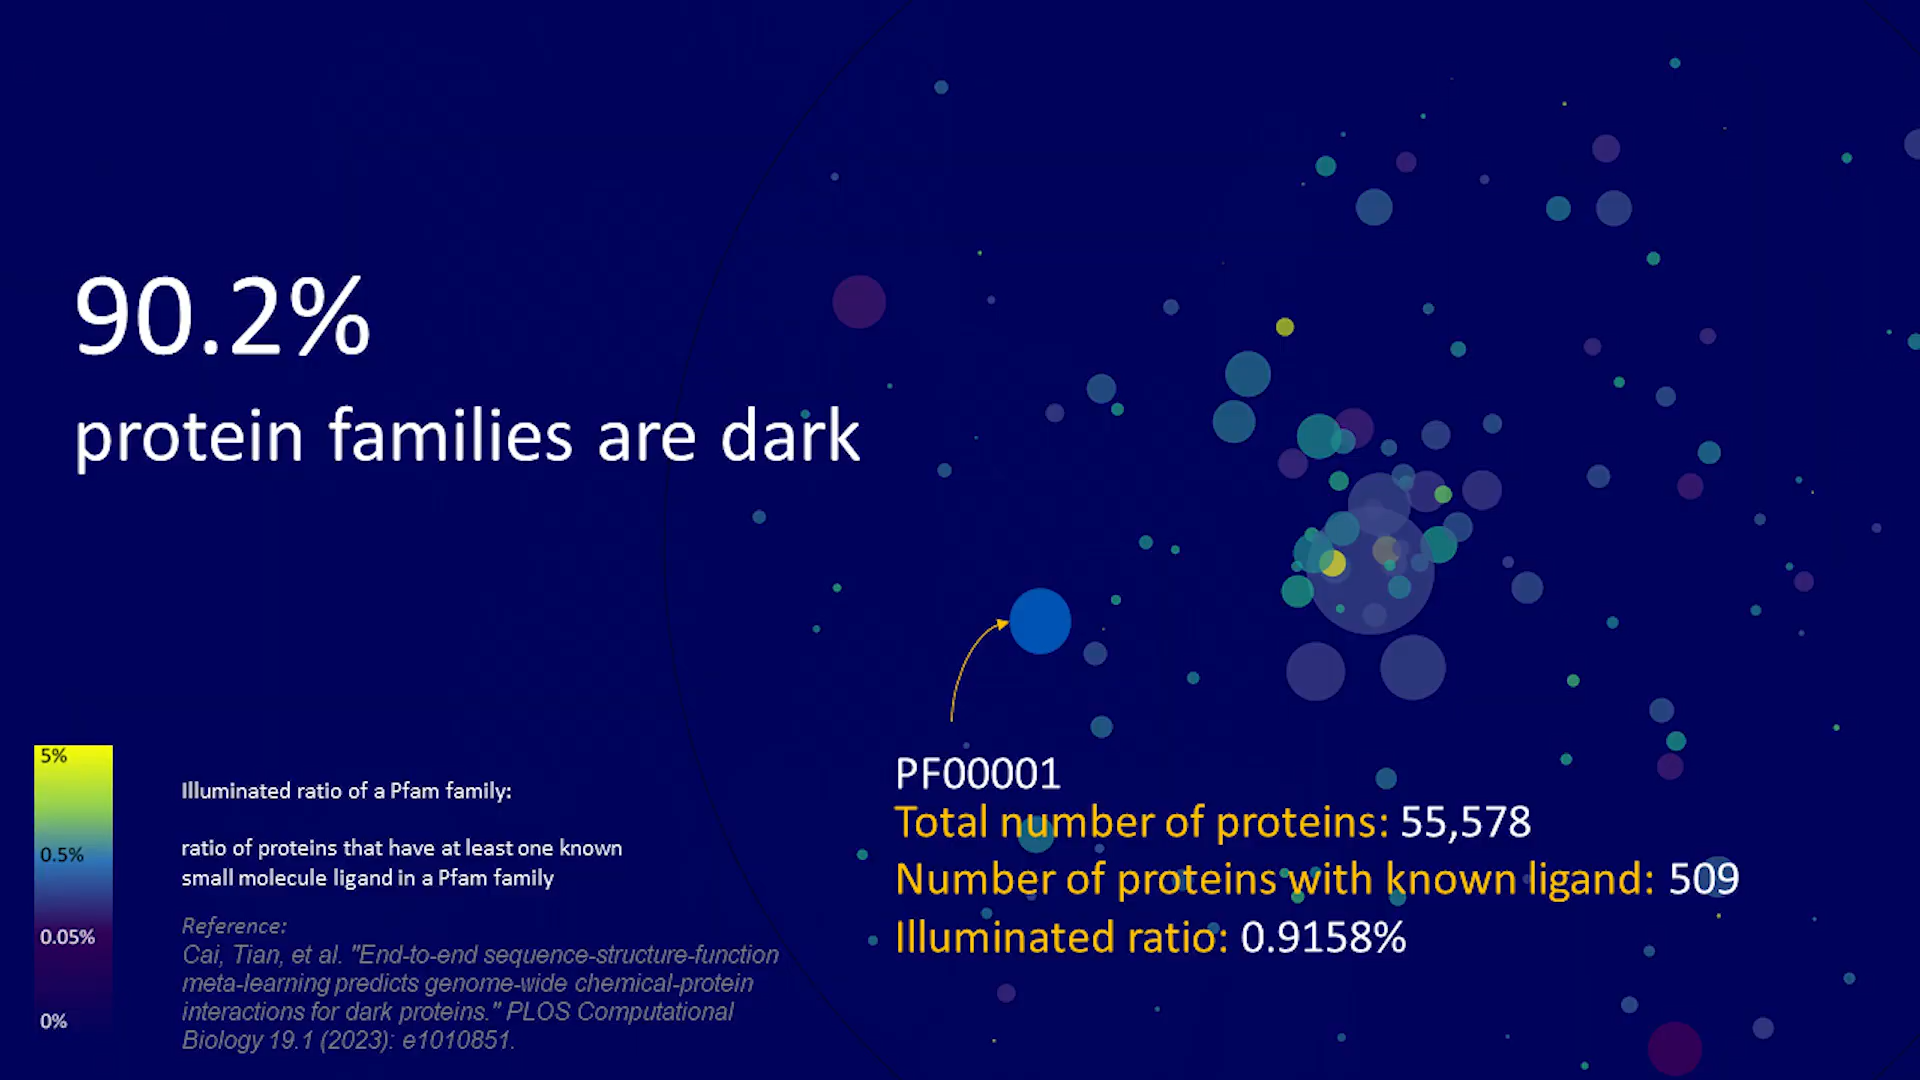 90.2%
protein families are dark
5%
0.5%
0.05%
0%
Illuminated ratio of a Pfam family:
ratio of proteins that have at least one known
small molecule ligand in a Pfam family
Reference:
Cai, Tian, et al. "End-to-end sequence-structure-function
meta-learning predicts genome-wide chemical-protein
interactions for dark proteins." PLOS Computational
Biology 19.1 (2023): e1010851.
PF00001
Total number of proteins: 55,578
Number of proteins with known ligand: 509
Illuminated ratio: 0.9158%